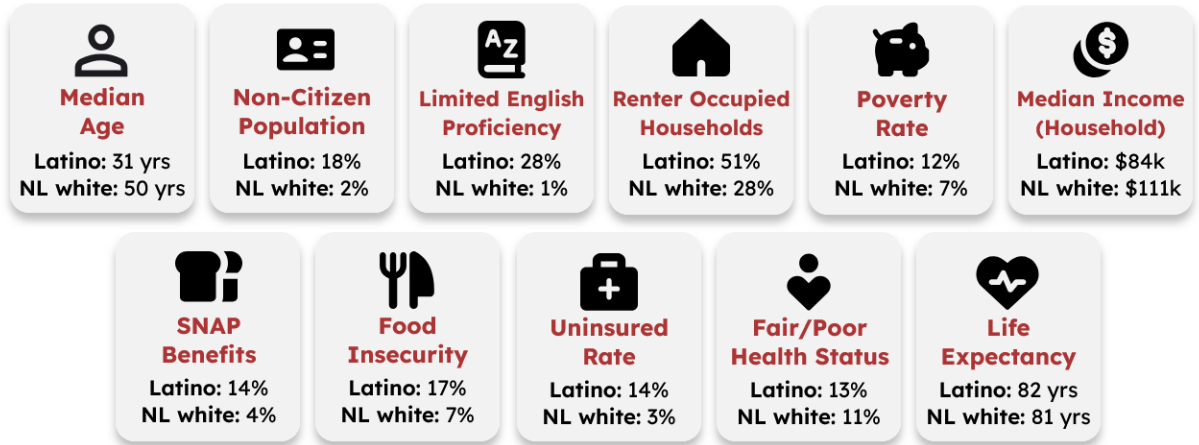 AZ
Median
Age
Latino: 31 yrs
NL white: 50 yrs
Non-Citizen
Population
Latino: 18%
NL white: 2%
Limited English
Proficiency
Latino: 28%
NL white: 1%
Renter Occupied
Households
Latino: 51%
NL white: 28%
Poverty
Rate
Latino: 12%
NL white: 7%
$
Median Income
(Household)
Latino: $84k
NL white: $111k
SNAP
Benefits
Latino: 14%
NL white: 4%
Food
Insecurity
Latino: 17%
NL white: 7%
Uninsured
Rate
Latino: 14%
NL white: 3%
Fair/Poor
Health Status
Latino: 13%
NL white: 11%
Life
Expectancy
Latino: 82 yrs
NL white: 81 yrs